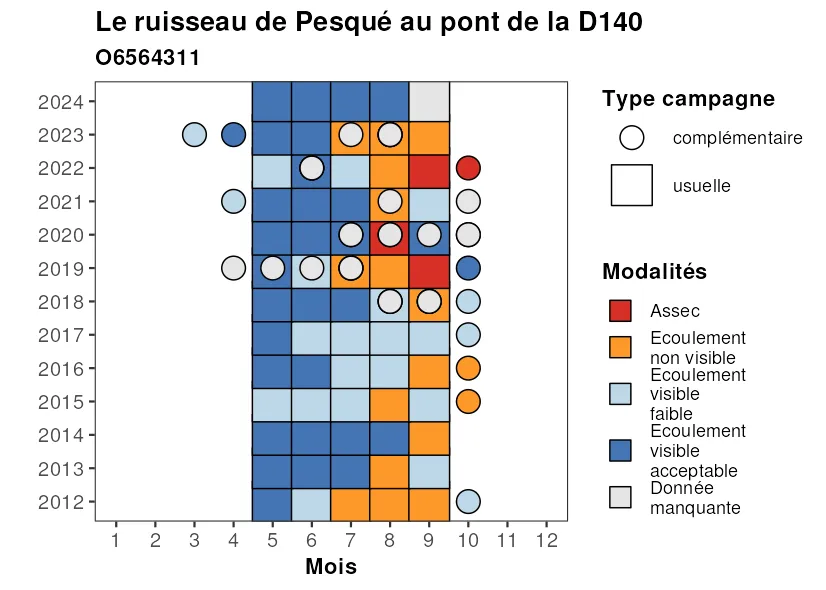 Le ruisseau de Pesqué au pont de la D140
O6564311
2024
2023
2022
2021
2020
2019
2018
2017
2016
2015
2014
2013
2012
1 2 3 4 5 6 7 8 9 10 11 12
Mois
Type campagne
complémentaire
usuelle
Modalités
Assec
Ecoulement
non visible
Ecoulement
visible
faible
Ecoulement
visible
acceptable
Donnée
manquante